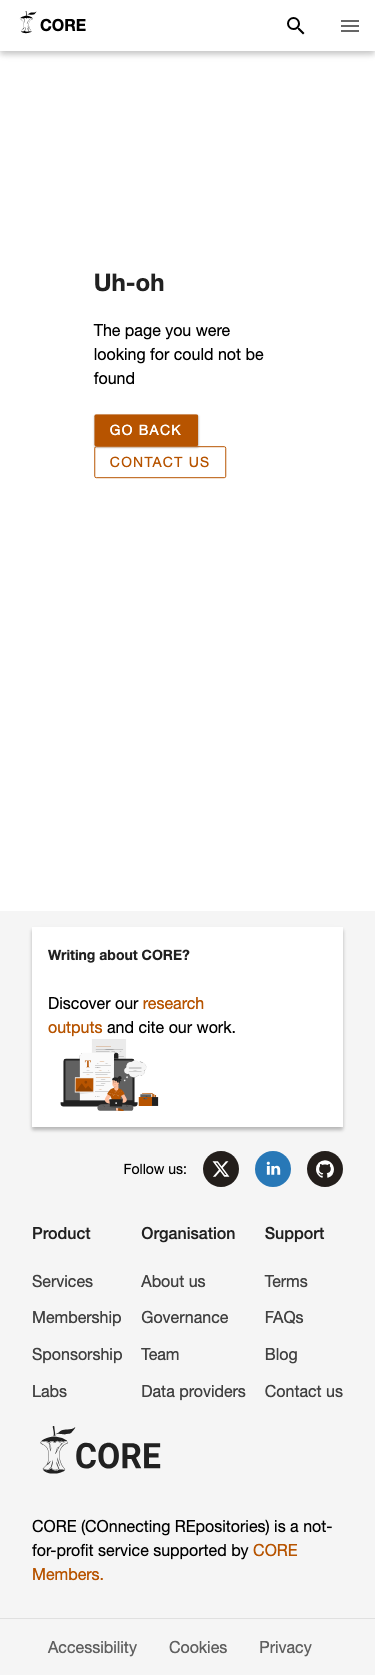 CORE
Uh-oh
The page you were
looking for could not be
found
GO BACK
CONTACT US
Writing about CORE?
Discover our research
outputs and cite our work.
T
Follow us:
X
in
Product Organisation Support
Services About us Terms
Membership Governance FAQs
Sponsorship Team Blog
Labs Data providers Contact us
CORE
CORE (COnnecting REpositories) is a not-
for-profit service supported by CORE
Members.
Accessibility Cookies Privacy